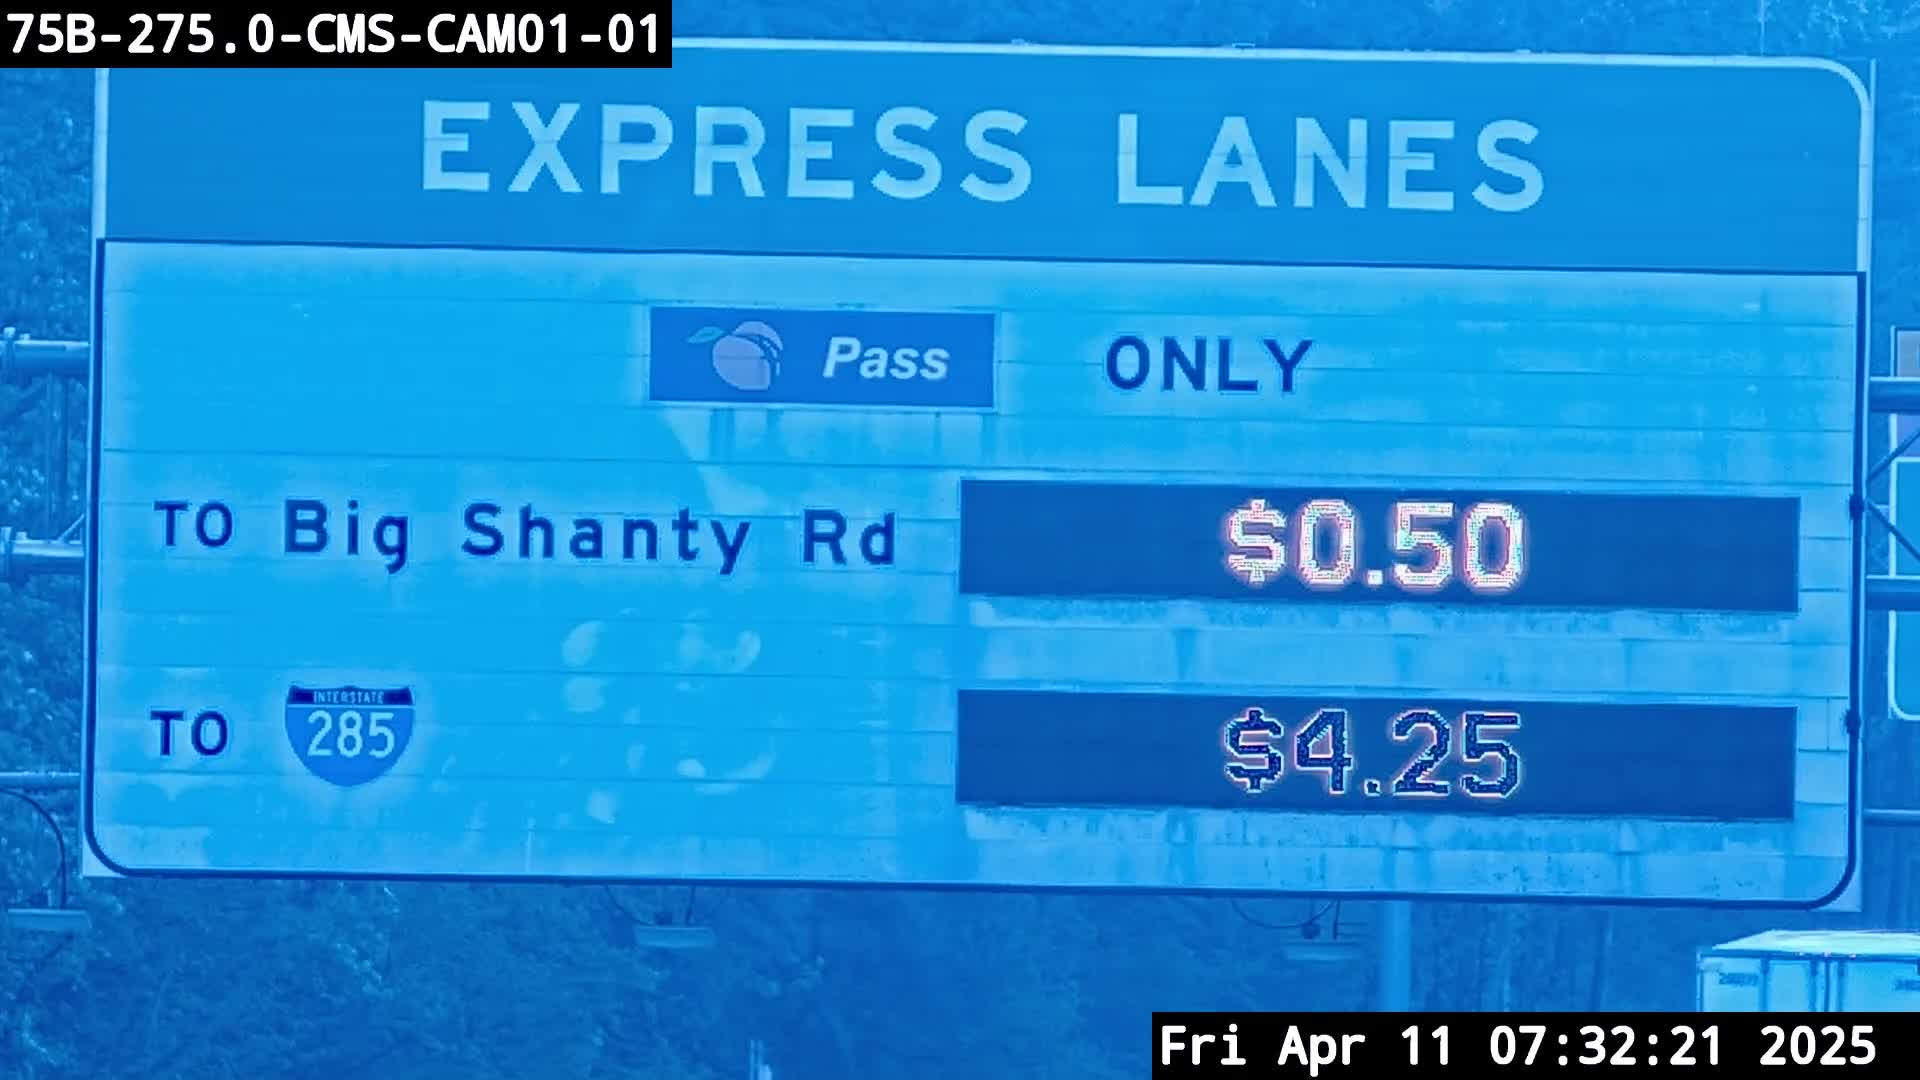 75B-275.0-CMS-CAM01-01
EXPRESS LANES
Pass ONLY
TO Big Shanty Rd $0.50
TO INTERSTATE 285 $4.25
Fri Apr 11 07:32:21 2025